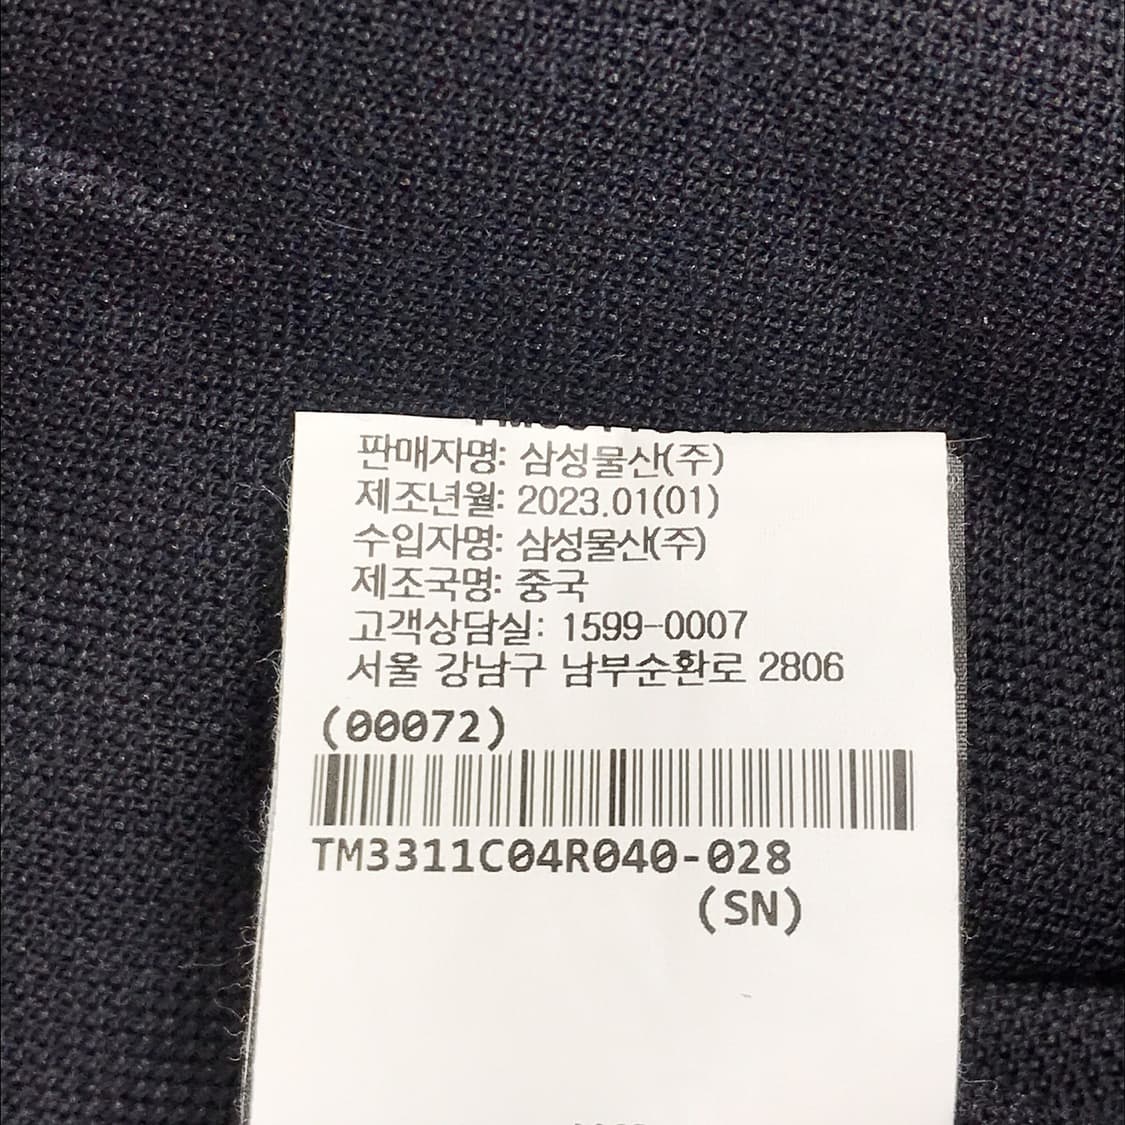 판매자명: 삼성물산(주)
제조년월: 2023.01(01)
수입자명: 삼성물산(주)
제조국명: 중국
고객상담실: 1599-0007
서울 강남구 남부순환로 2806
(00072)
TM3311C04R040-028
(SN)